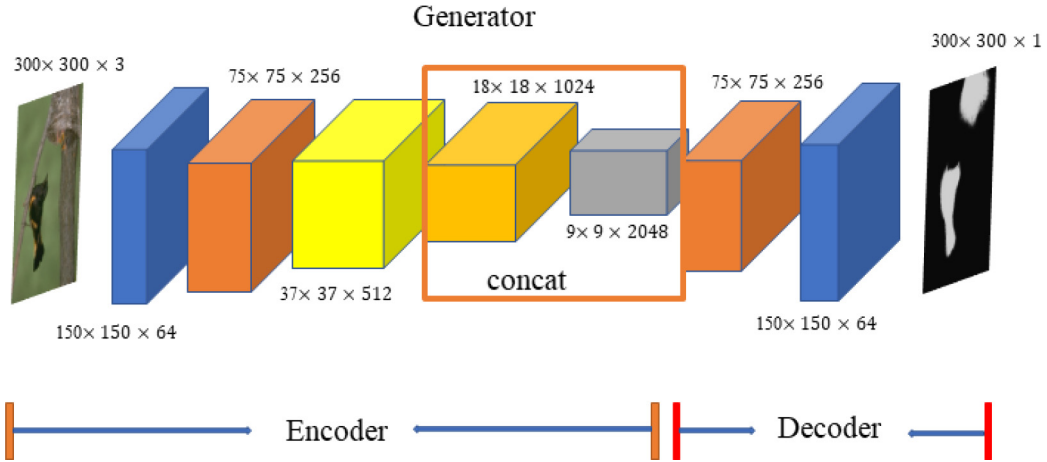 Generator
300× 300 × 3
150× 150 × 64
75× 75 × 256
37× 37 × 512
18× 18 × 1024
9× 9 × 2048
concat
75× 75 × 256
150× 150 × 64
300× 300 × 1
Encoder
Decoder